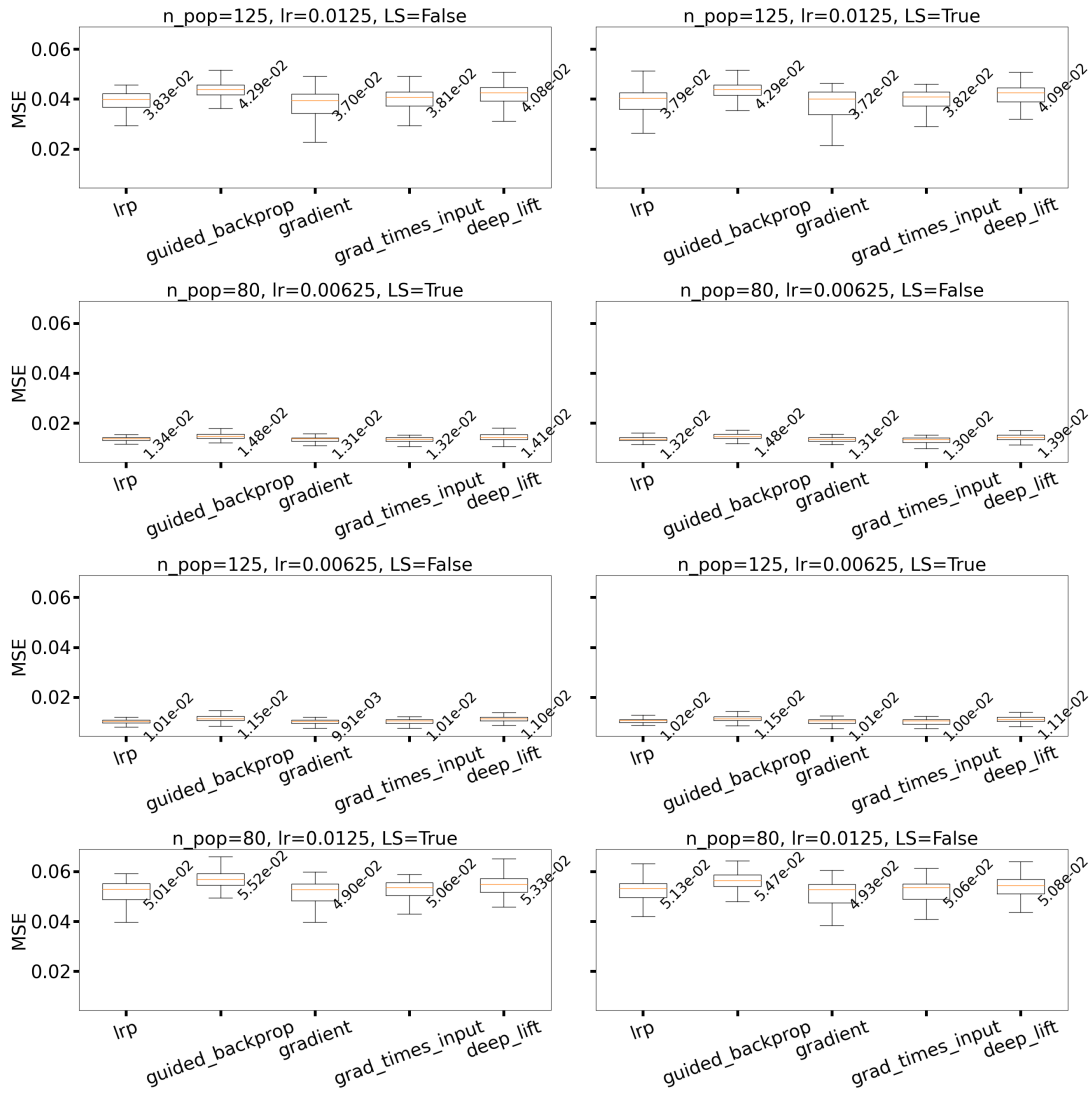 n_pop=125, lr=0.0125, LS=False
MSE
0.06
0.04
0.02
3.83e-02
4.29e-02
3.70e-02
3.81e-02
4.08e-02
lrp
guided_backprop
gradient
grad_times_input
deep_lift
n_pop=125, lr=0.0125, LS=True
3.79e-02
4.29e-02
3.72e-02
3.82e-02
4.09e-02
lrp
guided_backprop
gradient
grad_times_input
deep_lift
n_pop=80, lr=0.00625, LS=True
MSE
0.06
0.04
0.02
1.34e-02
1.48e-02
1.31e-02
1.32e-02
1.41e-02
lrp
guided_backprop
gradient
grad_times_input
deep_lift
n_pop=80, lr=0.00625, LS=False
1.32e-02
1.48e-02
1.31e-02
1.30e-02
1.39e-02
lrp
guided_backprop
gradient
grad_times_input
deep_lift
n_pop=125, lr=0.00625, LS=False
MSE
0.06
0.04
0.02
1.01e-02
1.15e-02
9.91e-03
1.01e-02
1.10e-02
lrp
guided_backprop
gradient
grad_times_input
deep_lift
n_pop=125, lr=0.00625, LS=True
1.02e-02
1.15e-02
1.01e-02
1.00e-02
1.11e-02
lrp
guided_backprop
gradient
grad_times_input
deep_lift
n_pop=80, lr=0.0125, LS=True
MSE
0.06
0.04
0.02
5.01e-02
5.52e-02
4.90e-02
5.06e-02
5.33e-02
lrp
guided_backprop
gradient
grad_times_input
deep_lift
n_pop=80, lr=0.0125, LS=False
5.13e-02
5.47e-02
4.93e-02
5.06e-02
5.08e-02
lrp
guided_backprop
gradient
grad_times_input
deep_lift